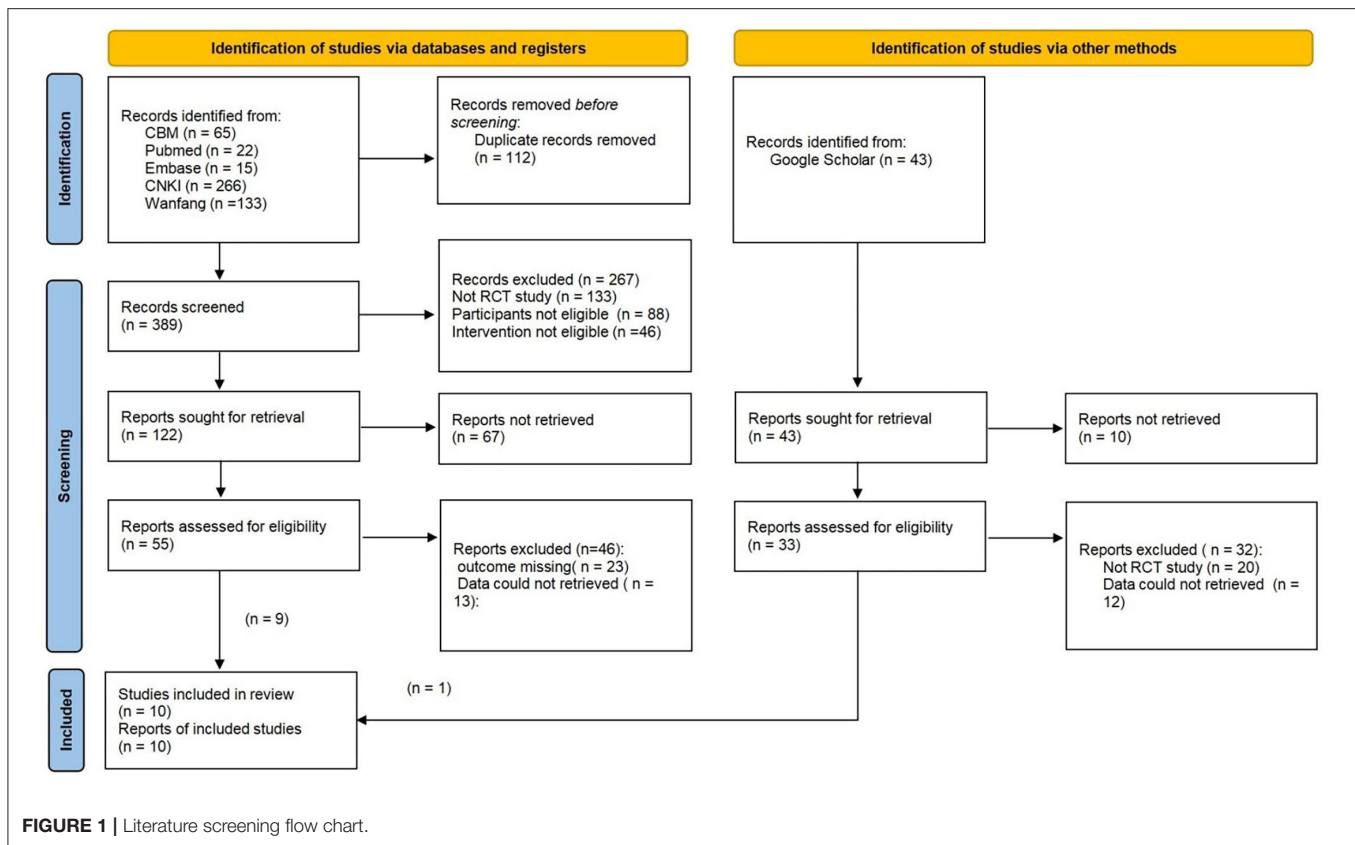 Identification of studies via databases and registers
Identification of studies via other methods
Identification
Records identified from:
CBM (n = 65)
Pubmed (n = 22)
Embase (n = 15)
CNKI (n = 266)
Wanfang (n =133)
Records removed before
screening:
Duplicate records removed
(n = 112)
Records identified from:
Google Scholar (n = 43)
Screening
Records screened
(n = 389)
Records excluded (n = 267)
Not RCT study (n = 133)
Participants not eligible (n = 88)
Intervention not eligible (n =46)
Reports sought for retrieval
(n = 122)
Reports not retrieved
(n = 67)
Reports sought for retrieval
(n = 43)
Reports not retrieved
(n = 10)
Reports assessed for eligibility
(n = 55)
Reports excluded (n=46):
outcome missing( n = 23)
Data could not retrieved ( n =
13):
Reports assessed for eligibility
(n = 33)
Reports excluded ( n = 32):
Not RCT study (n = 20)
Data could not retrieved (n =
12)
(n = 9)
(n = 1)
Included
Studies included in review
(n = 10)
Reports of included studies
(n = 10)
FIGURE 1 | Literature screening flow chart.